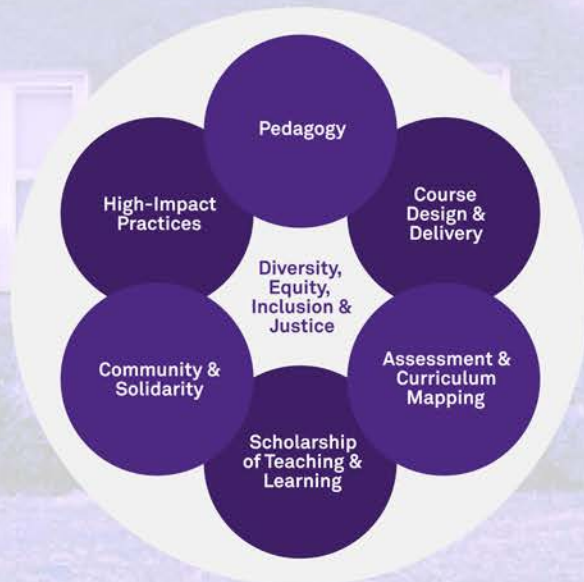 Pedagogy
High-Impact
Practices
Course
Design &
Delivery
Diversity,
Equity,
Inclusion &
Justice
Community &
Solidarity
Assessment &
Curriculum
Mapping
Scholarship
of Teaching &
Learning